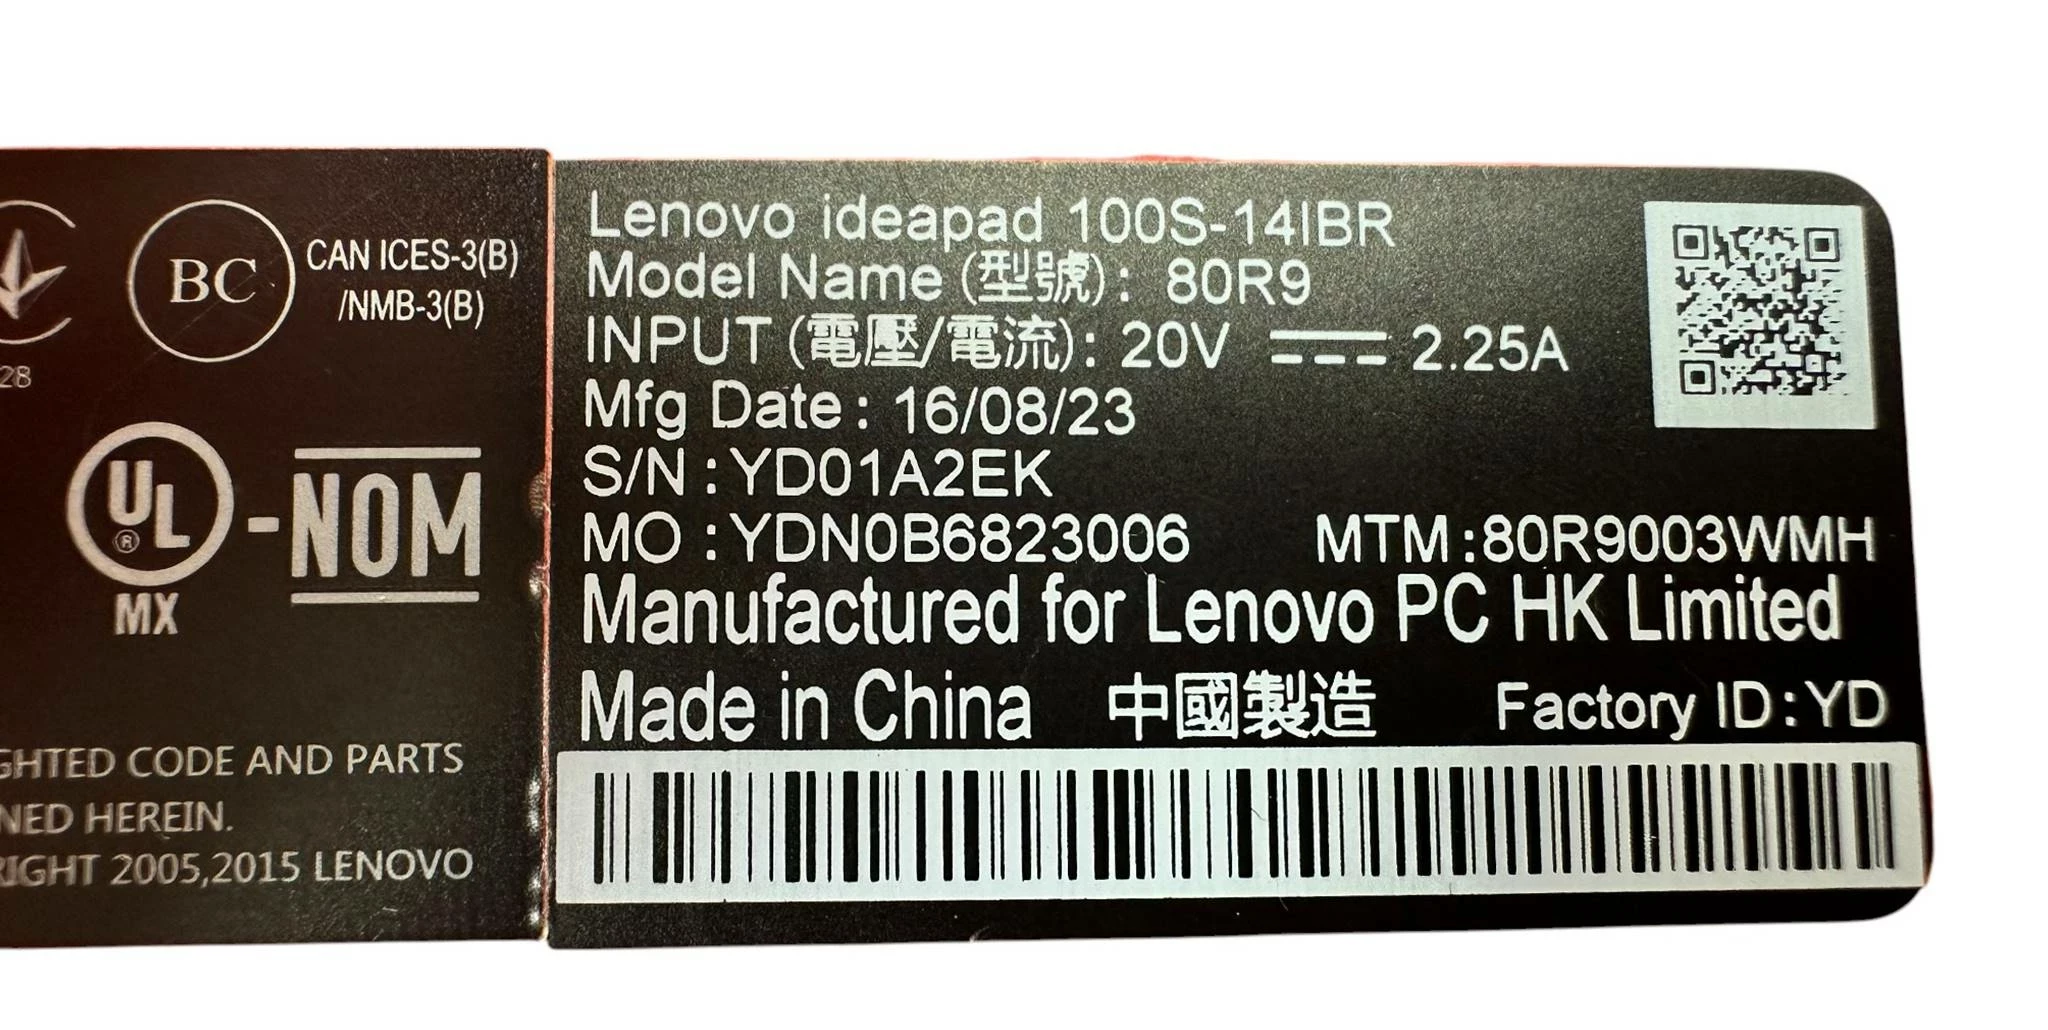 BC
CAN ICES-3(B)
/NMB-3(B)
28
UL
®
MX
-NOM
GHTED CODE AND PARTS
NED HEREIN.
RIGHT 2005,2015 LENOVO
Lenovo ideapad 100S-14IBR
Model Name (型號): 80R9
INPUT (電壓/電流): 20V ⎓ 2.25A
Mfg Date: 16/08/23
S/N :YD01A2EK
MO :YDN0B6823006 MTM:80R9003WMH
Manufactured for Lenovo PC HK Limited
Made in China 中國製造 Factory ID:YD